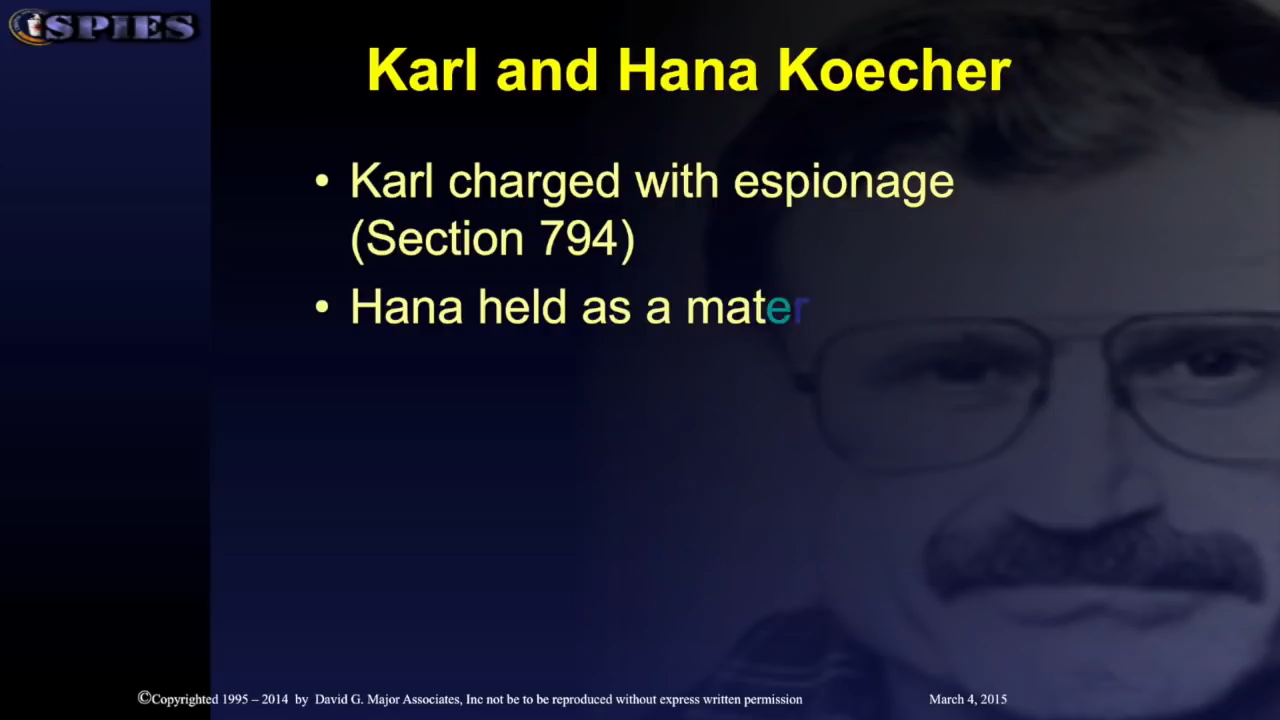 SPIES
Karl and Hana Koecher
• Karl charged with espionage
(Section 794)
• Hana held as a mater
©Copyrighted 1995 – 2014 by David G. Major Associates, Inc not be to be reproduced without express written permission March 4, 2015